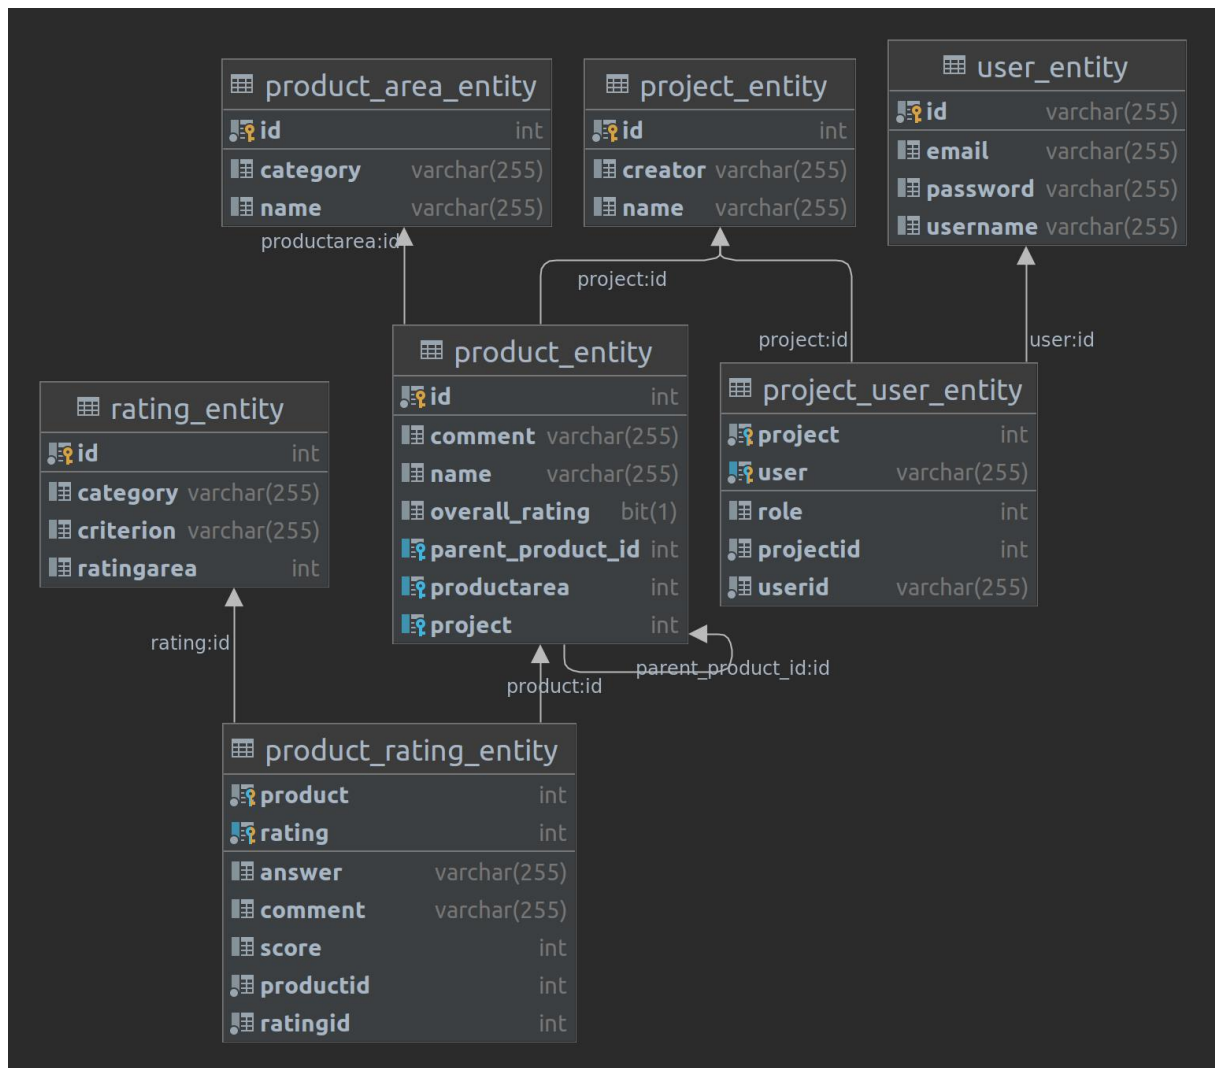 product_area_entity
id int
category varchar(255)
name varchar(255)
project_entity
id int
creator varchar(255)
name varchar(255)
user_entity
id varchar(255)
email varchar(255)
password varchar(255)
username varchar(255)
productarea:id
project:id
project:id
user:id
product_entity
id int
comment varchar(255)
name varchar(255)
overall_rating bit(1)
parent_product_id int
productarea int
project int
project_user_entity
project int
user varchar(255)
role int
projectid int
userid varchar(255)
rating_entity
id int
category varchar(255)
criterion varchar(255)
ratingarea int
rating:id
product:id
parent_product_id:id
product_rating_entity
product int
rating int
answer varchar(255)
comment varchar(255)
score int
productid int
ratingid int